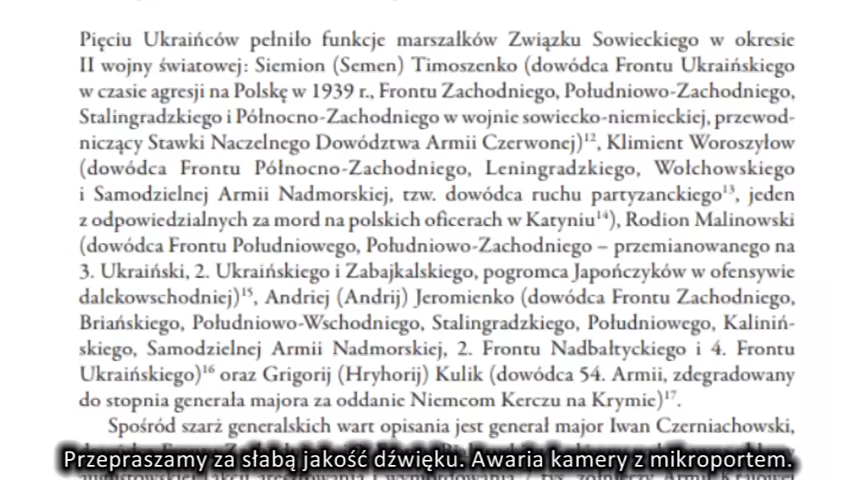 Pięciu Ukraińców pełniło funkcje marszałków Związku Sowieckiego w okresie
II wojny światowej: Siemion (Semen) Timoszenko (dowódca Frontu Ukraińskiego
w czasie agresji na Polskę w 1939 r., Frontu Zachodniego, Południowo-Zachodniego,
Stalingradzkiego i Północno-Zachodniego w wojnie sowiecko-niemieckiej, przewod-
niczący Stawki Naczelnego Dowództwa Armii Czerwonej)¹², Klimient Woroszyłow
(dowódca Frontu Północno-Zachodniego, Leningradzkiego, Wołchowskiego
i Samodzielnej Armii Nadmorskiej, tzw. dowódca ruchu partyzanckiego¹³, jeden
z odpowiedzialnych za mord na polskich oficerach w Katyniu¹⁴), Rodion Malinowski
(dowódca Frontu Południowego, Południowo-Zachodniego – przemianowanego na
3. Ukraiński, 2. Ukraińskiego i Zabajkalskiego, pogromca Japończyków w ofensywie
dalekowschodniej)¹⁵, Andriej (Andrij) Jeromienko (dowódca Frontu Zachodniego,
Briańskiego, Południowo-Wschodniego, Stalingradzkiego, Południowego, Kaliniń-
skiego, Samodzielnej Armii Nadmorskiej, 2. Frontu Nadbałtyckiego i 4. Frontu
Ukraińskiego)¹⁶ oraz Grigorij (Hryhorij) Kulik (dowódca 54. Armii, zdegradowany
do stopnia generała majora za oddanie Niemcom Kerczu na Krymie)¹⁷.
Spośród szarż generalskich wart opisania jest generał major Iwan Czerniachowski,
Przepraszamy za słabą jakość dźwięku. Awaria kamery z mikroportem.